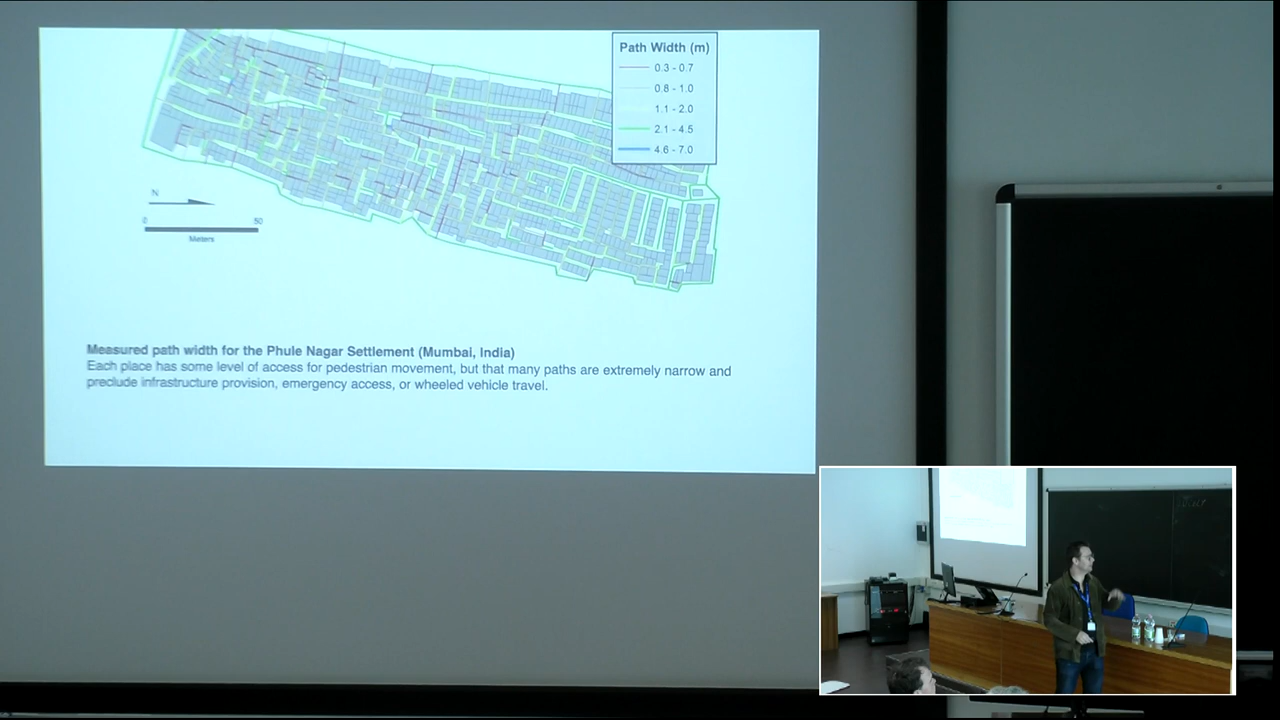 Path Width (m)
0.3 - 0.7
0.8 - 1.0
1.1 - 2.0
2.1 - 4.5
4.6 - 7.0
N
0 50
Meters
Measured path width for the Phule Nagar Settlement (Mumbai, India)
Each place has some level of access for pedestrian movement, but that many paths are extremely narrow and
preclude infrastructure provision, emergency access, or wheeled vehicle travel.